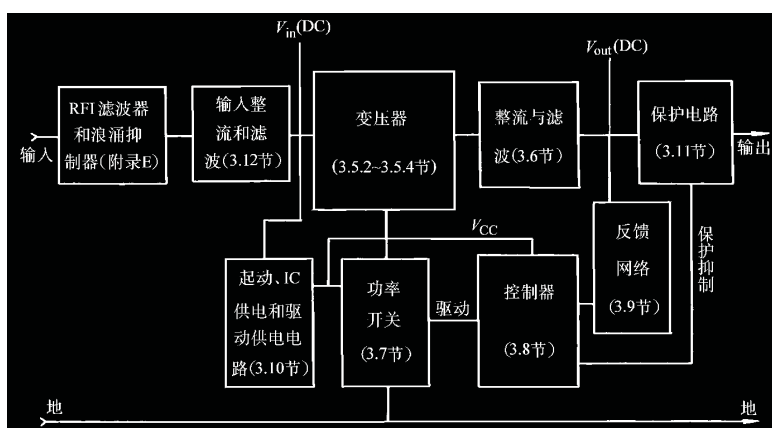 Vin(DC)
Vout(DC)
输入
RFI滤波器
和浪涌抑
制器(附录E)
输入整
流和滤
波(3.12节)
变压器
(3.5.2~3.5.4节)
整流与滤
波(3.6节)
保护电路
(3.11节)
输出
VCC
起动、IC
供电和驱
动供电电
路(3.10节)
功率
开关
(3.7节)
驱动
控制器
(3.8节)
反馈
网络
(3.9节)
保护抑制
地
地